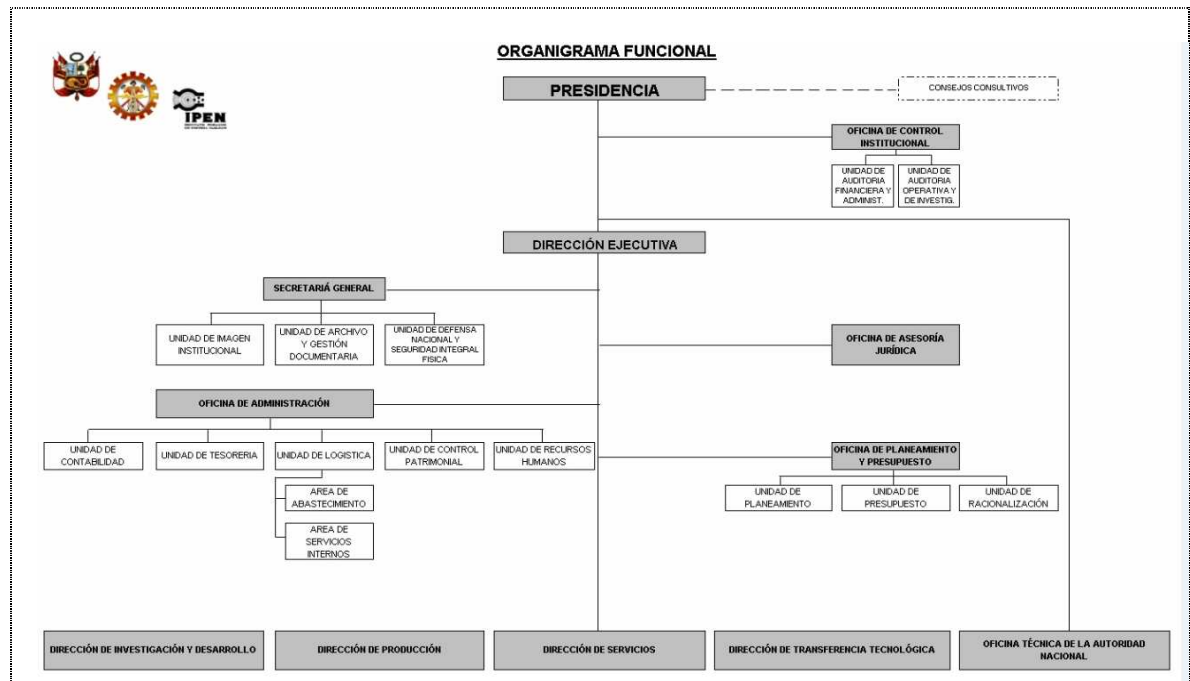 ORGANIGRAMA FUNCIONAL
IPEN
PRESIDENCIA
CONSEJOS CONSULTIVOS
OFICINA DE CONTROL
INSTITUCIONAL
UNIDAD DE
AUDITORIA
FINANCIERA Y
ADMINIST.
UNIDAD DE
AUDITORIA
OPERATIVA Y
DE INVESTIG.
DIRECCIÓN EJECUTIVA
SECRETARIÁ GENERAL
UNIDAD DE IMAGEN
INSTITUCIONAL
UNIDAD DE ARCHIVO
Y GESTIÓN
DOCUMENTARIA
UNIDAD DE DEFENSA
NACIONAL Y
SEGURIDAD INTEGRAL
FISICA
OFICINA DE ASESORÍA
JURÍDICA
OFICINA DE ADMINISTRACIÓN
UNIDAD DE
CONTABILIDAD
UNIDAD DE TESORERIA
UNIDAD DE LOGISTICA
UNIDAD DE CONTROL
PATRIMONIAL
UNIDAD DE RECURSOS
HUMANOS
OFICINA DE PLANEAMIENTO
Y PRESUPUESTO
AREA DE
ABASTECIMIENTO
AREA DE
SERVICIOS
INTERNOS
UNIDAD DE
PLANEAMIENTO
UNIDAD DE
PRESUPUESTO
UNIDAD DE
RACIONALIZACIÓN
DIRECCIÓN DE INVESTIGACIÓN Y DESARROLLO
DIRECCIÓN DE PRODUCCIÓN
DIRECCIÓN DE SERVICIOS
DIRECCIÓN DE TRANSFERENCIA TECNOLÓGICA
OFICINA TÉCNICA DE LA AUTORIDAD
NACIONAL